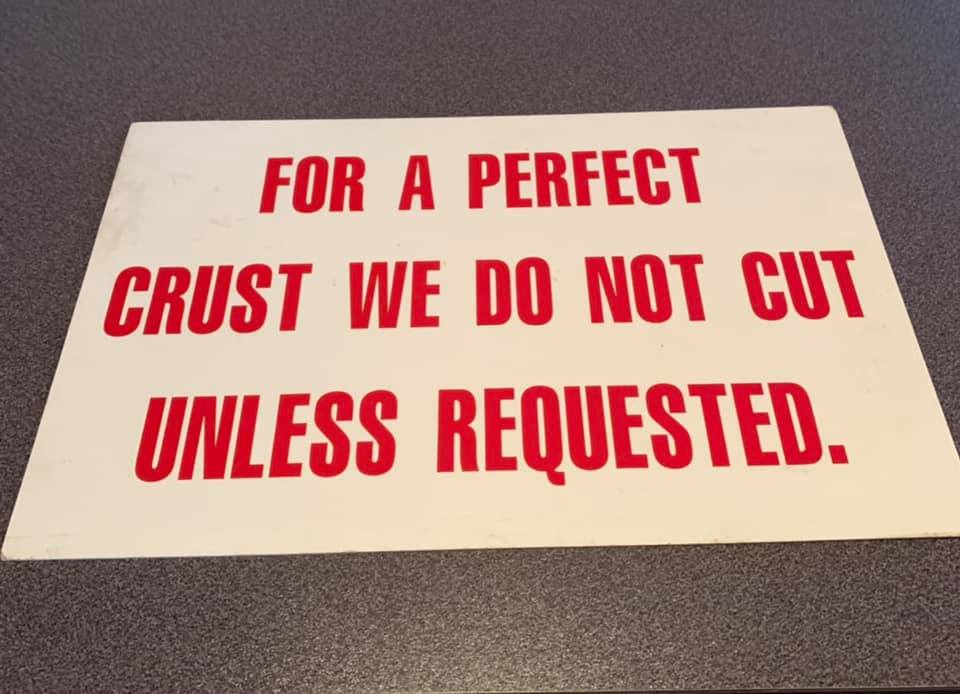 FOR A PERFECT
CRUST WE DO NOT CUT
UNLESS REQUESTED.